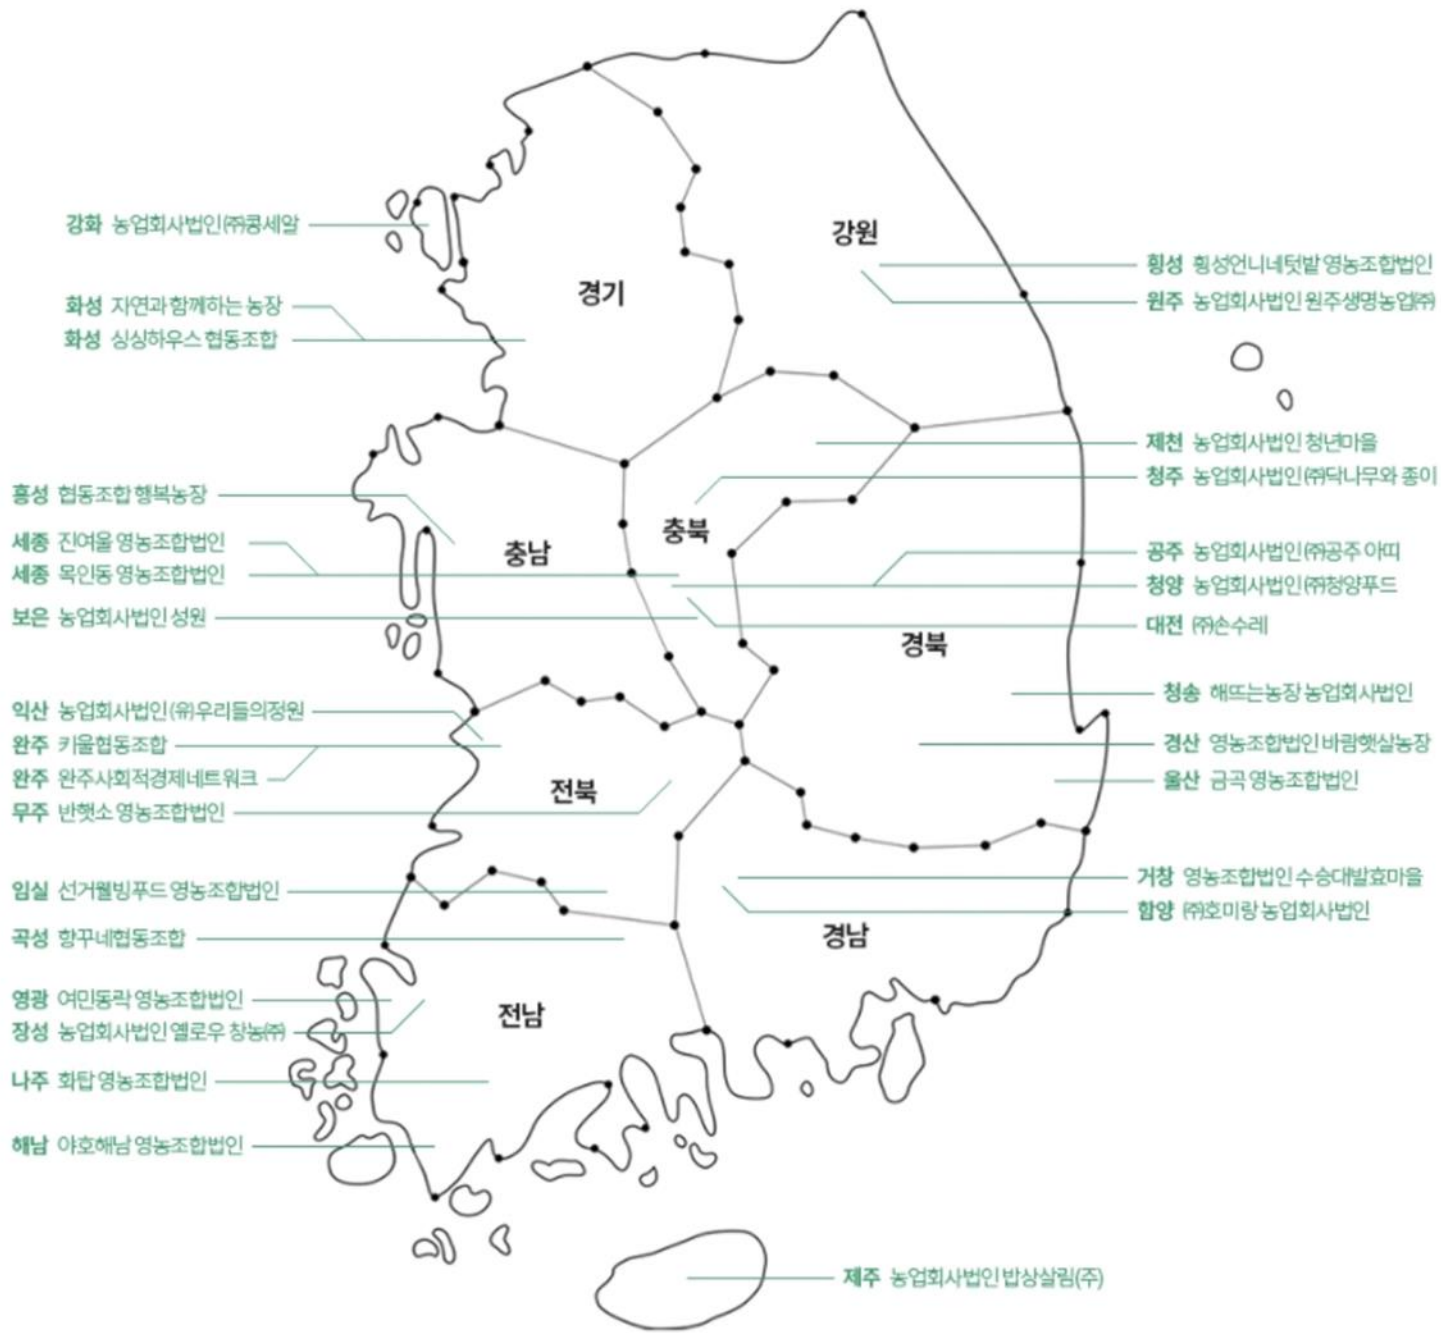 강원
강화 농업회사법인㈜콩세알
횡성 횡성언니네텃밭 영농조합법인
경기
원주 농업회사법인 원주생명농업㈜
화성 자연과 함께하는 농장
화성 싱싱하우스 협동조합
제천 농업회사법인 청년마을
청주 농업회사법인㈜닥나무와 종이
홍성 협동조합 행복농장
충북
세종 진여울 영농조합법인
충남
공주 농업회사법인㈜공주 아띠
세종 목인동 영농조합법인
청양 농업회사법인㈜청양푸드
보은 농업회사법인 성원
대전 ㈜손수레
경북
청송 해뜨는농장 농업회사법인
익산 농업회사법인(유)우리들의정원
완주 키울협동조합
경산 영농조합법인 바람햇살농장
완주 완주사회적경제네트워크
울산 금곡 영농조합법인
전북
무주 반햇소 영농조합법인
거창 영농조합법인 수승대발효마을
임실 선거웰빙푸드 영농조합법인
함양 ㈜호미랑 농업회사법인
곡성 항꾸네협동조합
경남
영광 여민동락 영농조합법인
전남
장성 농업회사법인 옐로우 창농㈜
나주 화탑 영농조합법인
해남 야호해남 영농조합법인
제주 농업회사법인 밥상살림(주)